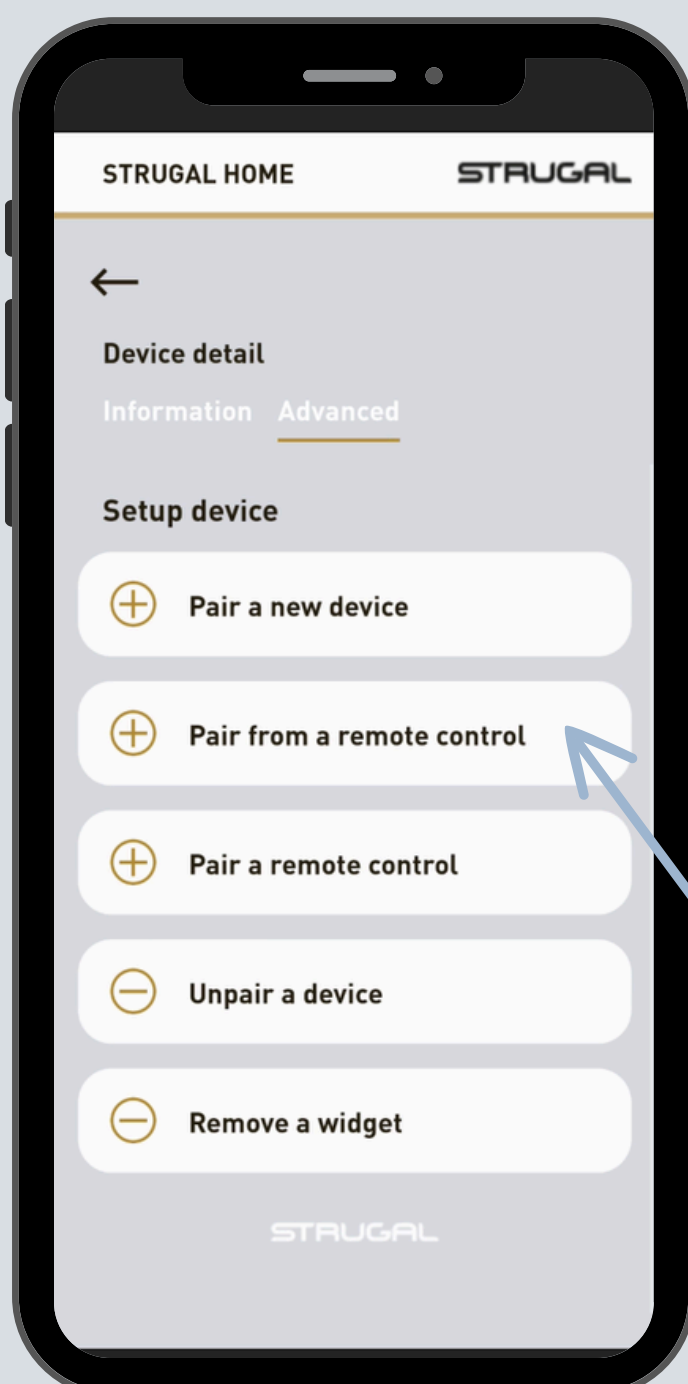 STRUGAL HOME STRUGAL
Device detail
Information Advanced
Setup device
Pair a new device
Pair from a remote control
Pair a remote control
Unpair a device
Remove a widget
STRUGAL